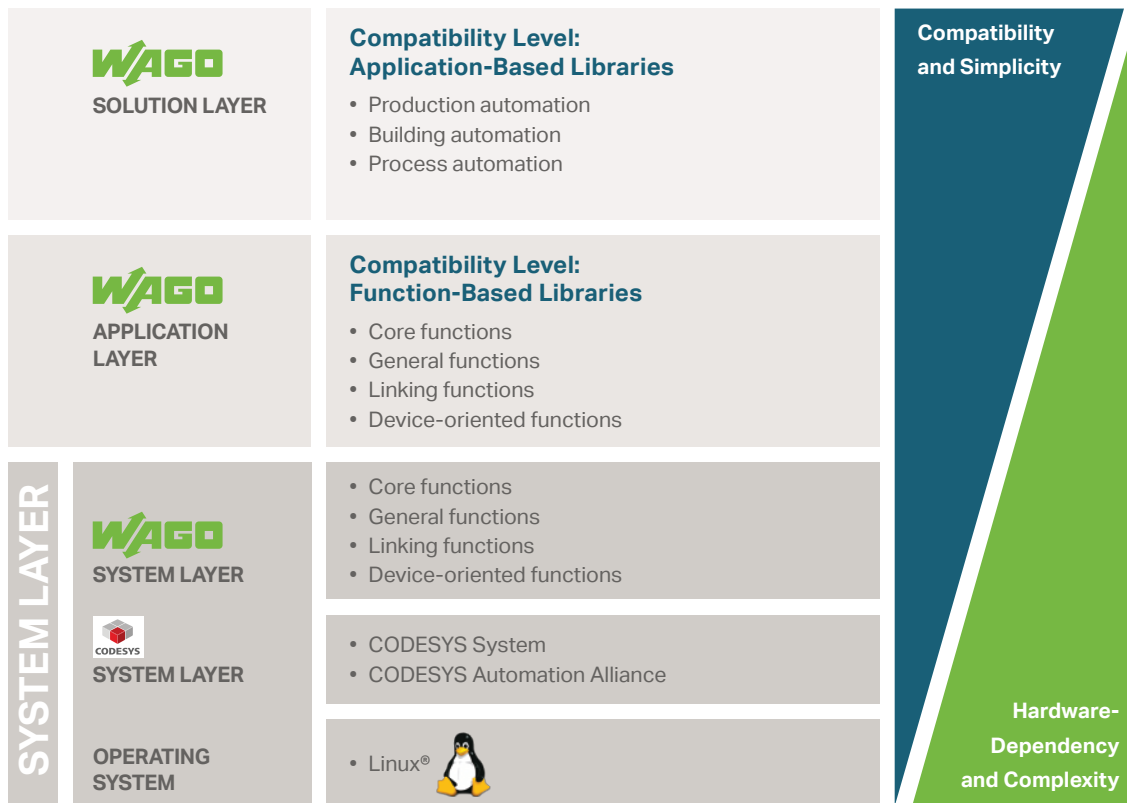 WAGO
SOLUTION LAYER
Compatibility Level:
Application-Based Libraries
• Production automation
• Building automation
• Process automation
WAGO
APPLICATION
LAYER
Compatibility Level:
Function-Based Libraries
• Core functions
• General functions
• Linking functions
• Device-oriented functions
SYSTEM LAYER
WAGO
SYSTEM LAYER
• Core functions
• General functions
• Linking functions
• Device-oriented functions
CODESYS
SYSTEM LAYER
• CODESYS System
• CODESYS Automation Alliance
OPERATING
SYSTEM
• Linux®
Compatibility
and Simplicity
Hardware-
Dependency
and Complexity